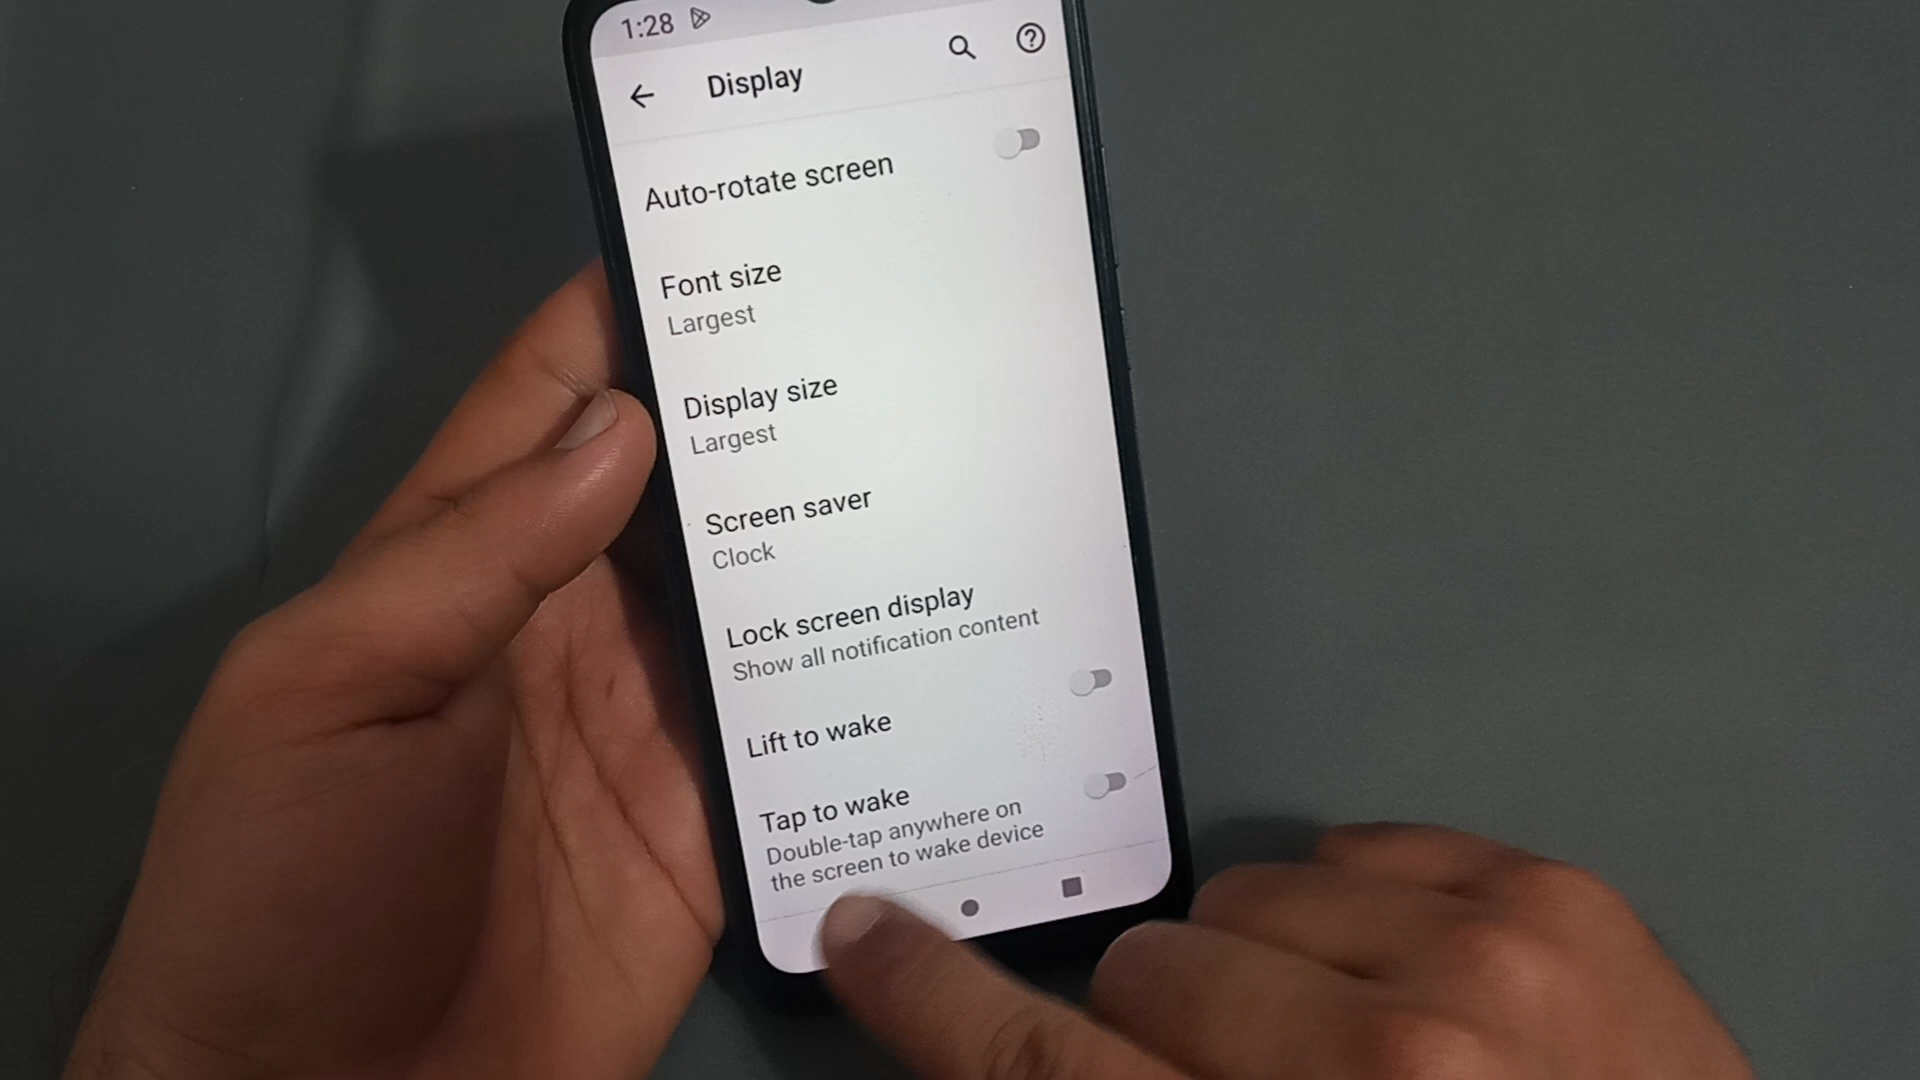 1:28
Display
Auto-rotate screen
Font size
Largest
Display size
Largest
Screen saver
Clock
Lock screen display
Show all notification content
Lift to wake
Tap to wake
Double-tap anywhere on
the screen to wake device